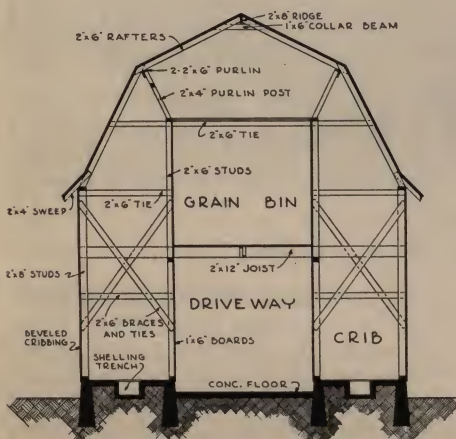 2"x8" RIDGE
1"x6" COLLAR BEAM
2"x6" RAFTERS
2-2"x6" PURLIN
2"x4" PURLIN POST
2"x6" TIE
2"x6" STUDS
2"x4" SWEEP
2"x6" TIE
GRAIN BIN
2"x8" STUDS
2"x12" JOIST
DRIVEWAY
2"x6" BRACES
AND TIES
BEVELED
CRIBBING
1"x6" BOARDS
CRIB
SHELLING
TRENCH
CONC. FLOOR